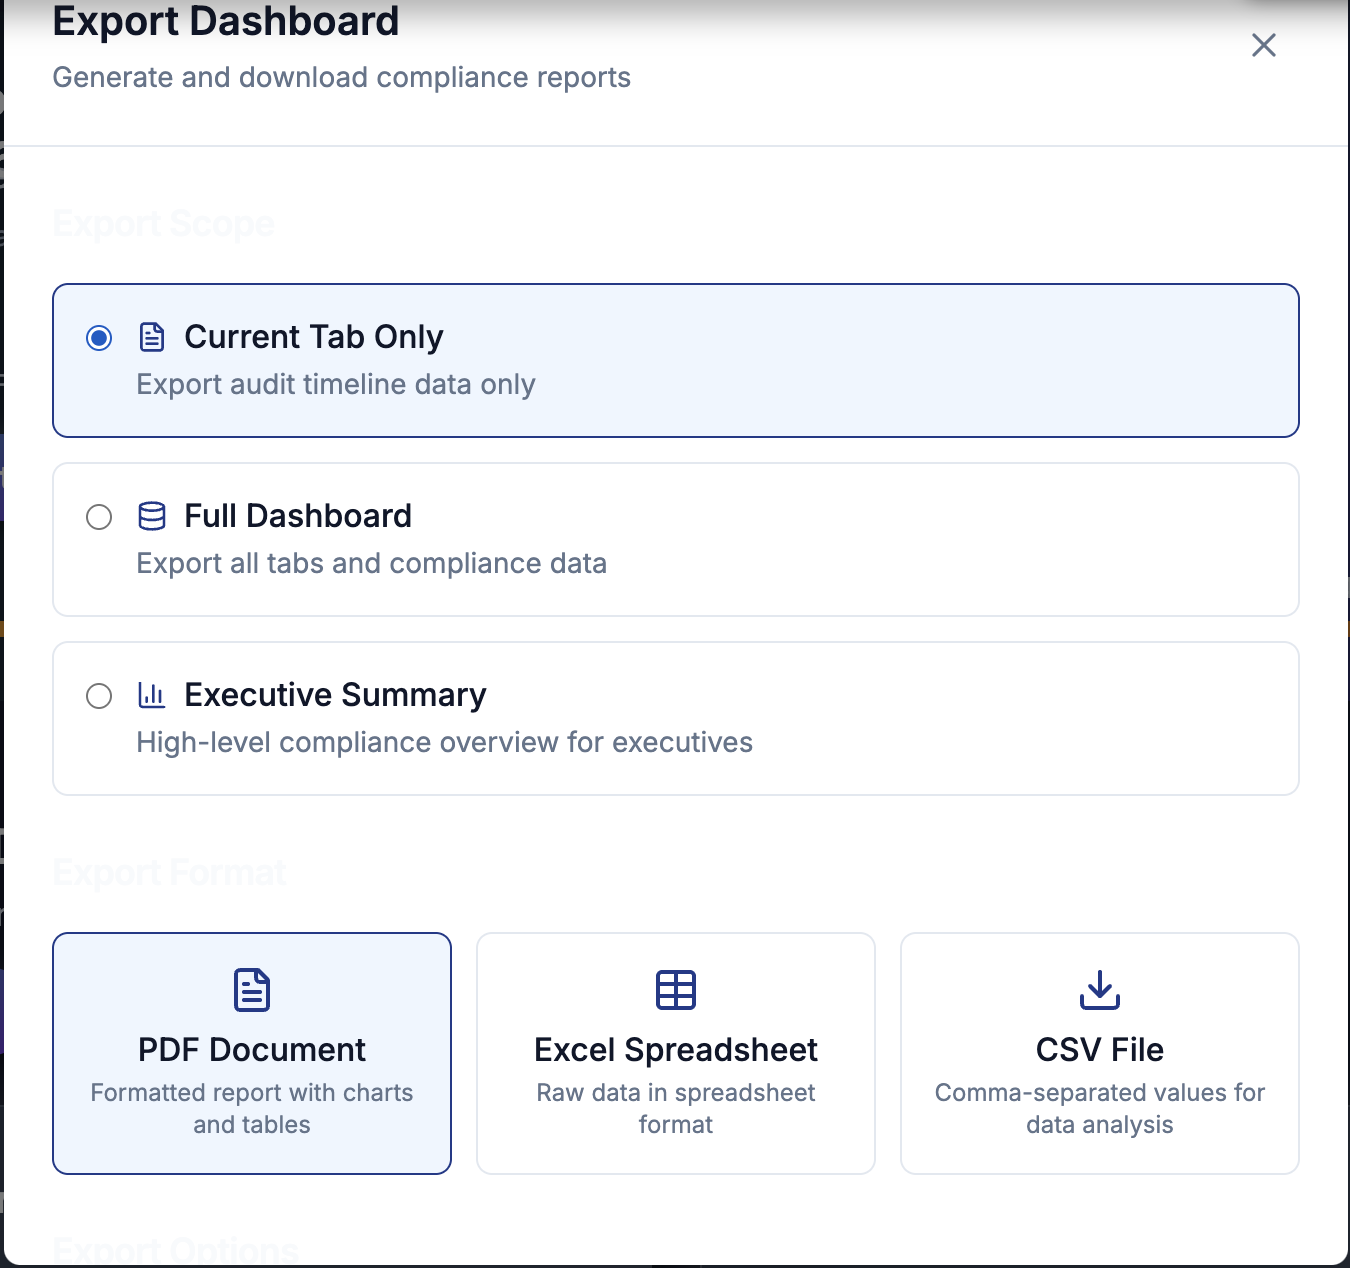 Export Dashboard
Generate and download compliance reports
Export Scope
Current Tab Only
Export audit timeline data only
Full Dashboard
Export all tabs and compliance data
Executive Summary
High-level compliance overview for executives
Export Format
PDF Document
Formatted report with charts
and tables
Excel Spreadsheet
Raw data in spreadsheet
format
CSV File
Comma-separated values for
data analysis
Export Options